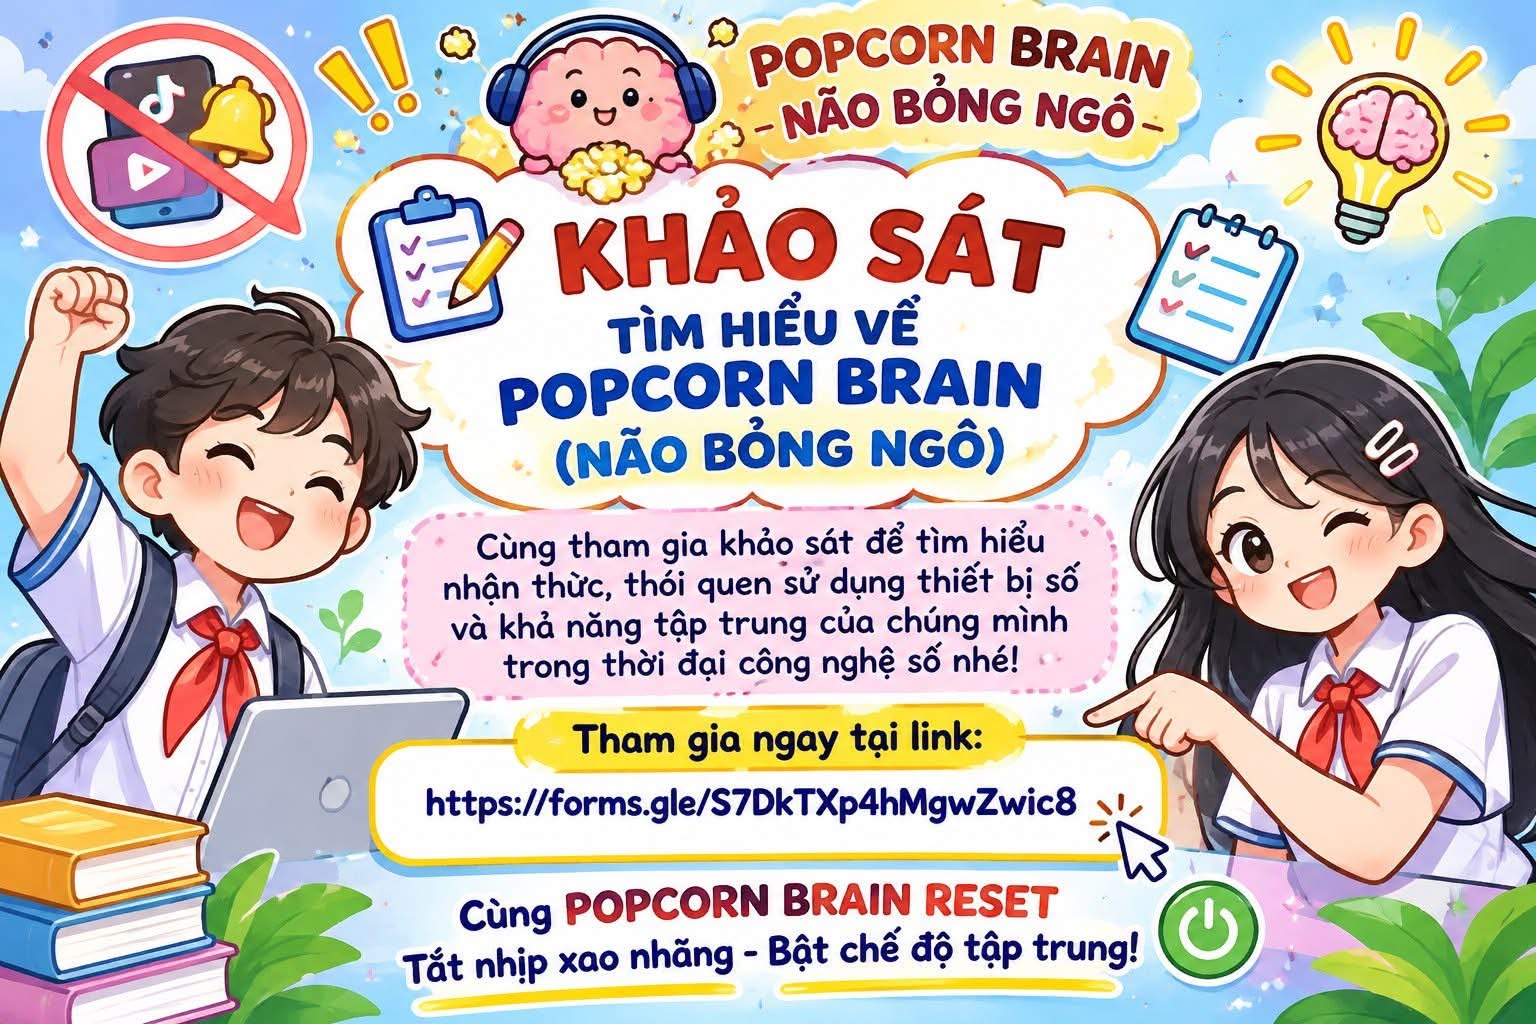 POPCORN BRAIN
- NÃO BỎNG NGÔ -
KHẢO SÁT
TÌM HIỂU VỀ
POPCORN BRAIN
(NÃO BỎNG NGÔ)
Cùng tham gia khảo sát để tìm hiểu
nhận thức, thói quen sử dụng thiết bị số
và khả năng tập trung của chúng mình
trong thời đại công nghệ số nhé!
Tham gia ngay tại link:
https://forms.gle/S7DkTXp4hMgwZwic8
Cùng POPCORN BRAIN RESET
Tắt nhịp xao nhãng - Bật chế độ tập trung!